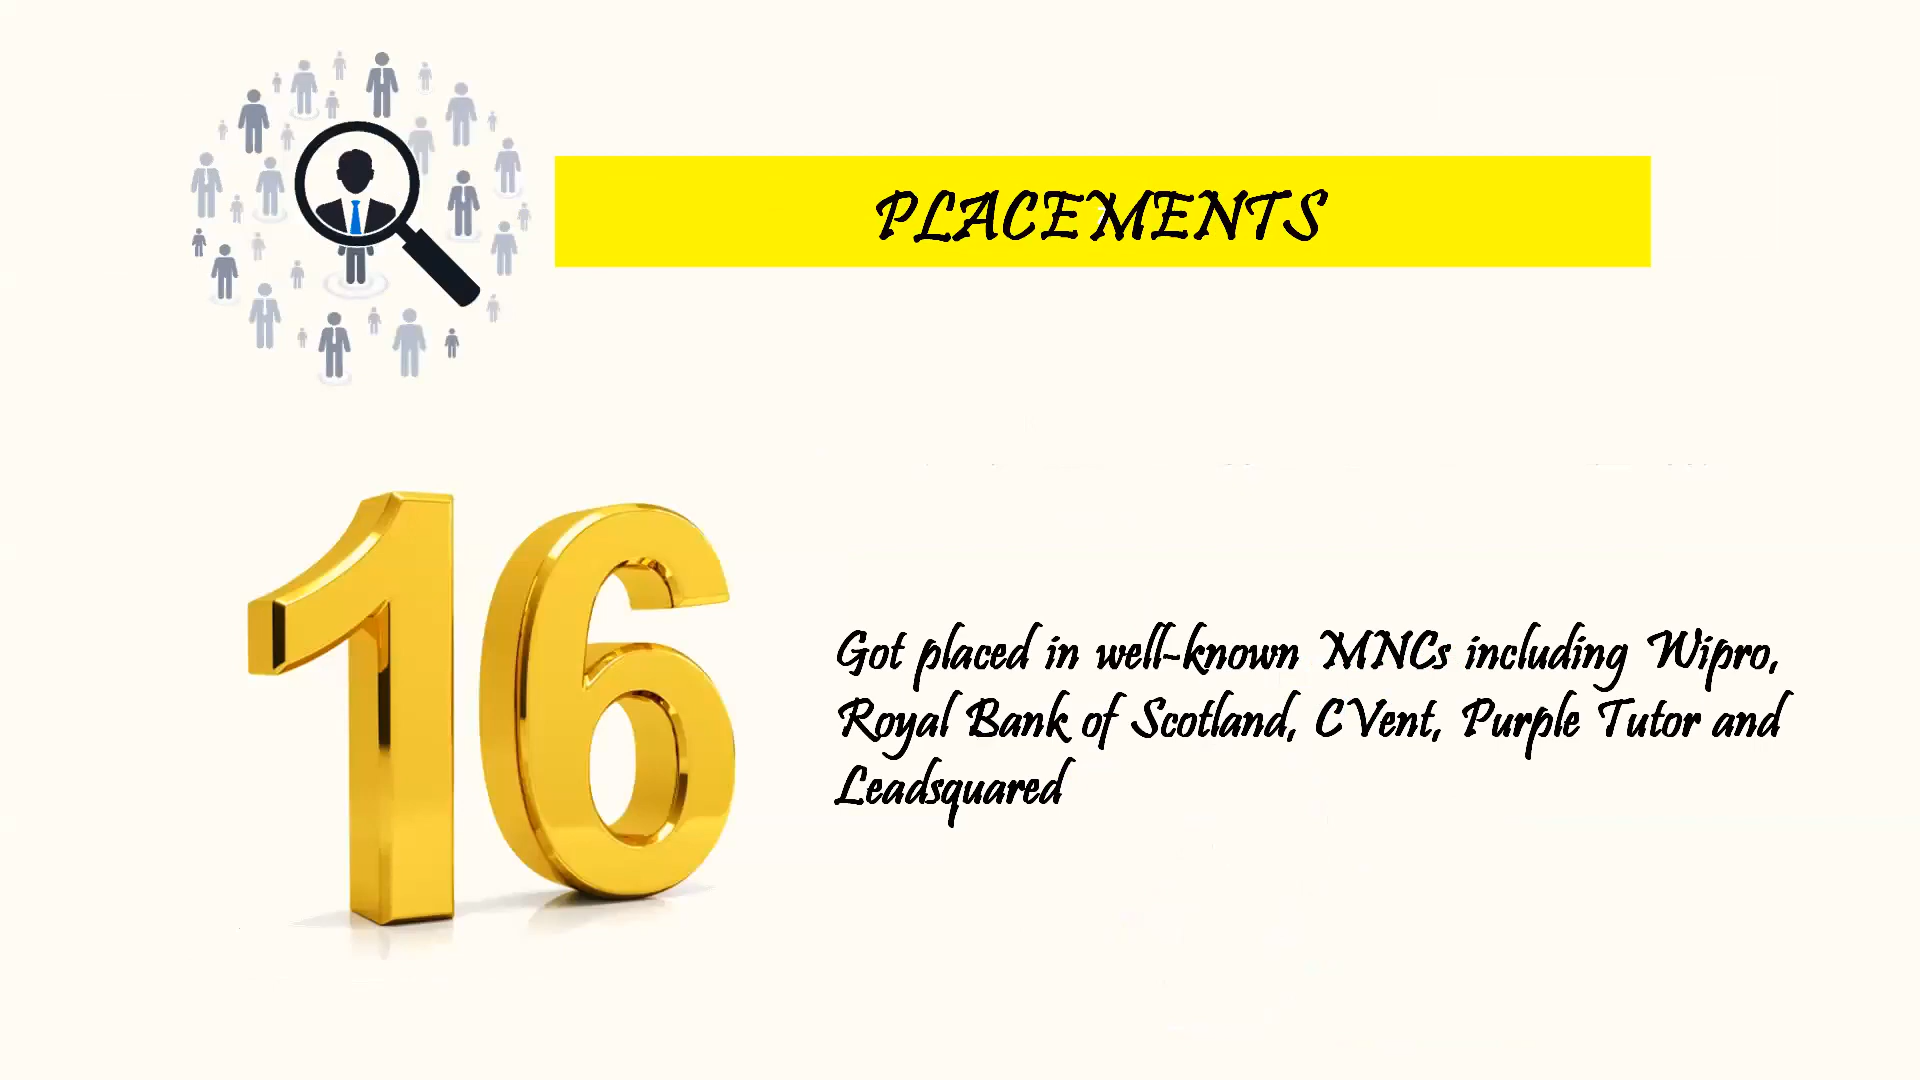 PLACEMENTS
16
Got placed in well-known MNCs including Wipro,
Royal Bank of Scotland, CVent, Purple Tutor and
Leadsquared